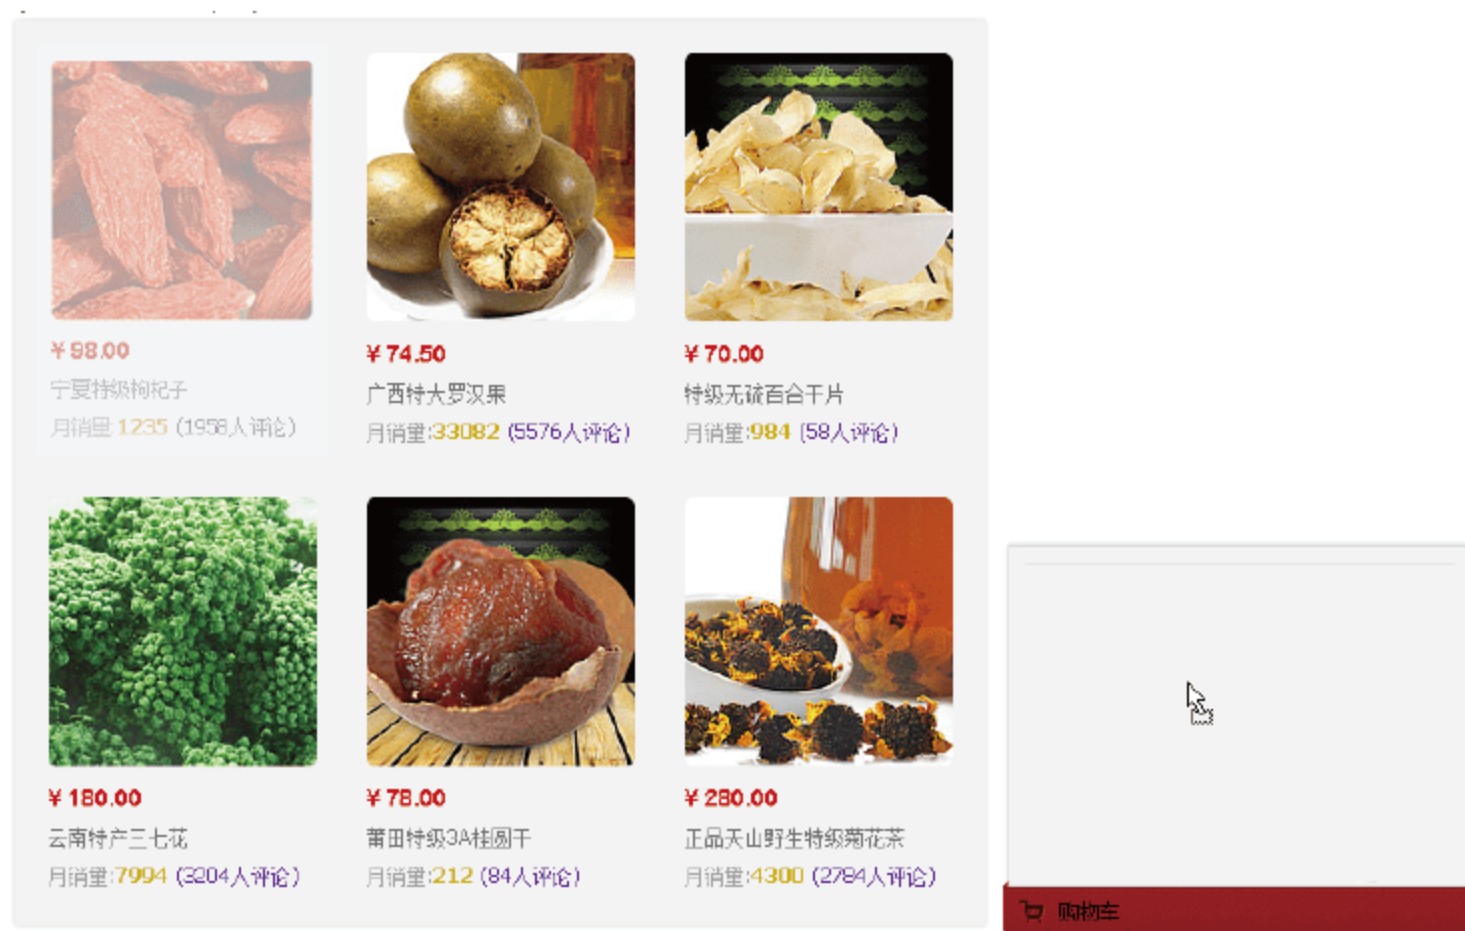 ¥ 98.00
宁夏特级枸杞子
月销量:1235 (1958人评论)
¥ 74.50
广西特大罗汉果
月销量:33082 (5576人评论)
¥ 70.00
特级无硫百合干片
月销量:984 (58人评论)
¥ 180.00
云南特产三七花
月销量:7994 (3204人评论)
¥ 78.00
莆田特级3A桂圆干
月销量:212 (84人评论)
¥ 280.00
正品天山野生特级菊花茶
月销量:4300 (2784人评论)
购物车